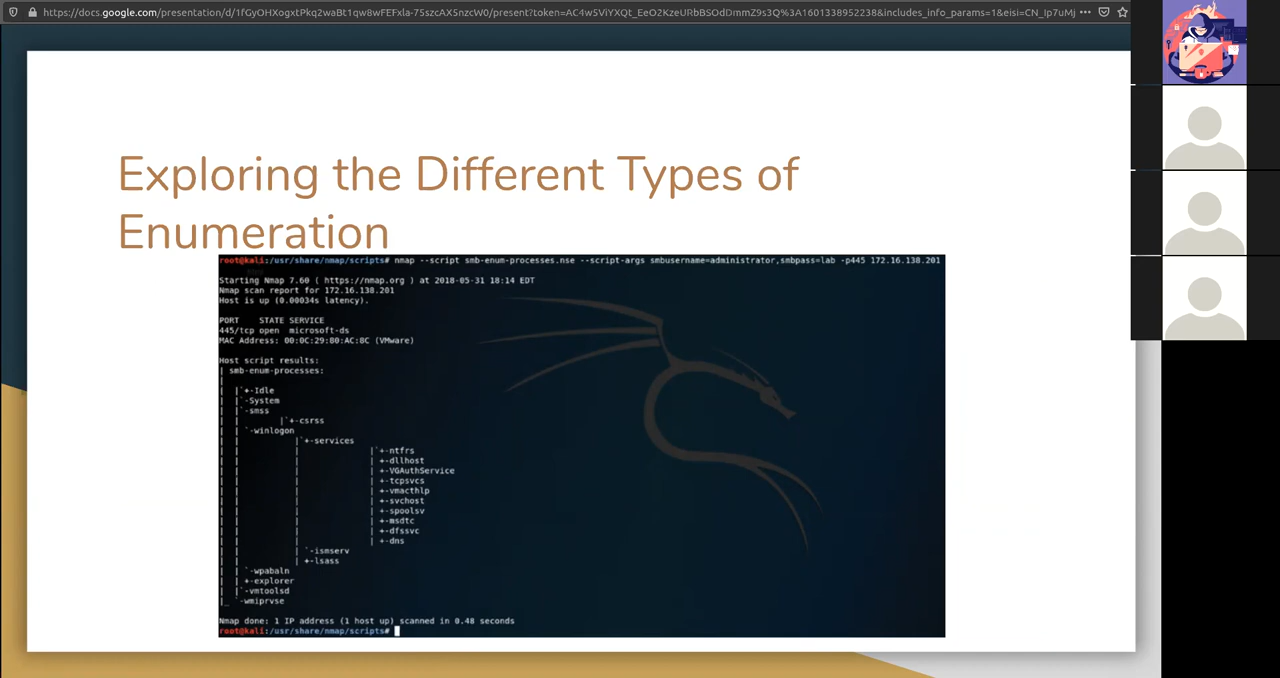 https://docs.google.com/presentation/d/1fGyOHXogxtPkq2waBt1qw8wFEFxla-75szcAX5nzcW0/present?token=AC4w5ViYXQt_EeO2KzeURbBSOdDmmZ9s3Q%3A1601338952238&includes_info_params=1&eisi=CN_Ip7uMj
Exploring the Different Types of
Enumeration
root@kali:/usr/share/nmap/scripts# nmap --script smb-enum-processes.nse --script-args smbusername=administrator,smbpass=lab -p445 172.16.138.201
Starting Nmap 7.60 ( https://nmap.org ) at 2018-05-31 18:14 EDT
Nmap scan report for 172.16.138.201
Host is up (0.00034s latency).
PORT    STATE SERVICE
445/tcp open  microsoft-ds
MAC Address: 00:0C:29:80:AC:8C (VMware)
Host script results:
| smb-enum-processes:
|
| |`+-Idle
| |`-System
| |`-smss
| |      |`+-csrss
| | `-winlogon
| |         |`+-services
| |         |         |`+-ntfrs
| |         |         | +-dllhost
| |         |         | +-VGAuthService
| |         |         | +-tcpsvcs
| |         |         | +-vmacthlp
| |         |         | +-svchost
| |         |         | +-spoolsv
| |         |         | +-msdtc
| |         |         | +-dfssvc
| |         |         | +-dns
| |         | `-ismserv
| |         | +-lsass
| | `-wpabaln
| | +-explorer
| |`-vmtoolsd
|_ `-wmiprvse
Nmap done: 1 IP address (1 host up) scanned in 0.48 seconds
root@kali:/usr/share/nmap/scripts#